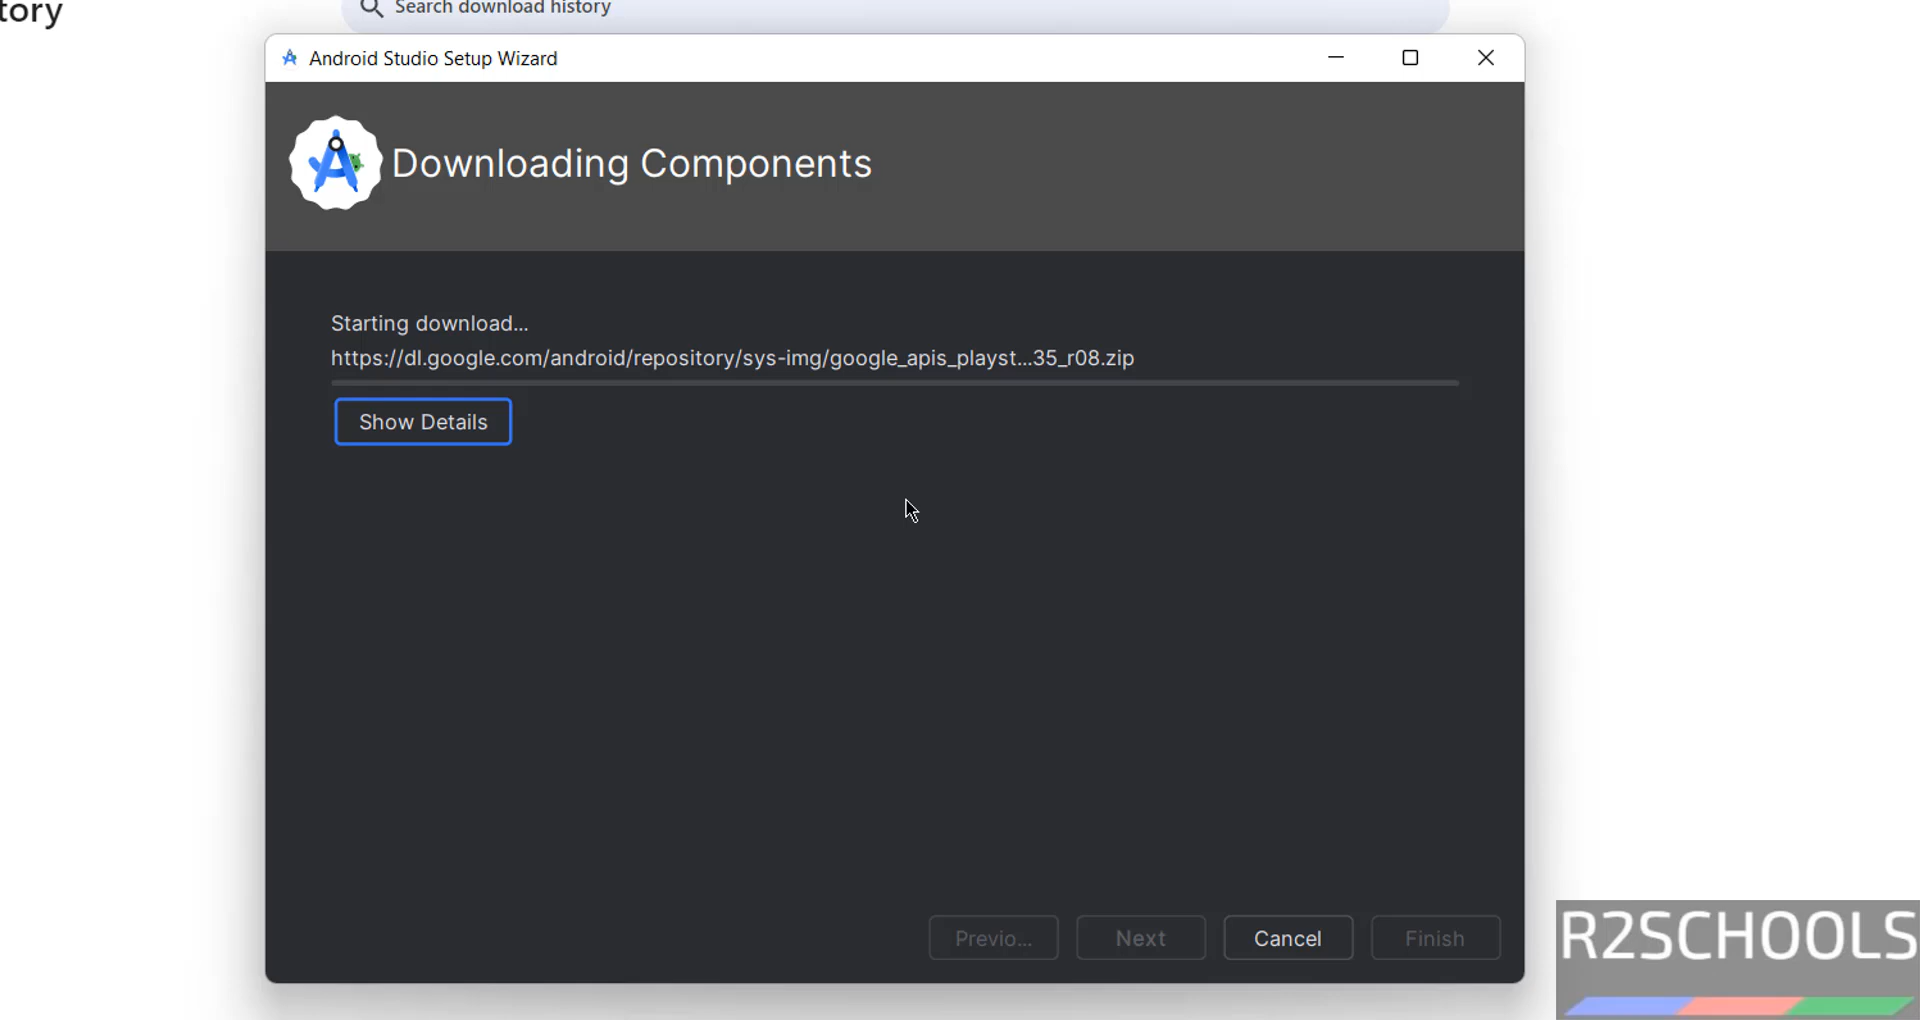 tory
Search download history
Android Studio Setup Wizard
Downloading Components
Starting download...
https://dl.google.com/android/repository/sys-img/google_apis_playst...35_r08.zip
Show Details
Previo...
Next
Cancel
Finish
R2SCHOOLS